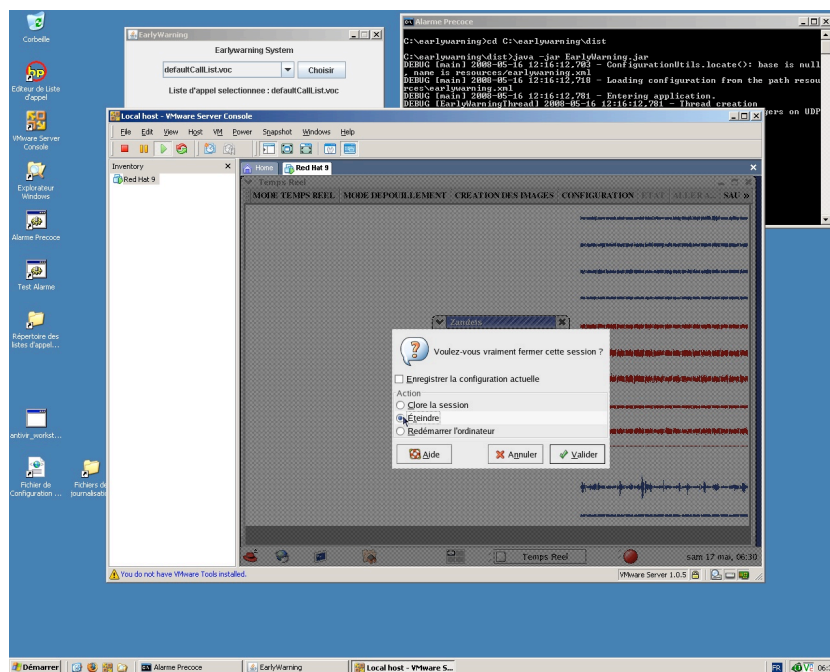 Corbeille
Editeur de Liste
d'appel
VMware Server
Console
Explorateur
Windows
Alarme Precoce
Test Alarme
Répertoire des
listes d'appel...
antivir_workst...
Fichier de
Configuration ...
Fichiers de
journalisati
EarlyWarning
Earlywarning System
defaultCallList.voc
Choisir
Liste d'appel selectionnee : defaultCallList.voc
Alarme Precoce
C:\earlywarning>cd C:\earlywarning\dist
C:\earlywarning\dist>java -jar EarlyWarning.jar
DEBUG [main] 2008-05-16 12:16:12,703 - ConfigurationUtils.locate(): base is null
, name is resources/earlywarning.xml
DEBUG [main] 2008-05-16 12:16:12,718 - Loading configuration from the path resou
rces\earlywarning.xml
DEBUG [main] 2008-05-16 12:16:12,781 - Entering application.
DEBUG [EarlyWarningThread] 2008-05-16 12:16:12,781 - Thread creation
gers on UDP
Local host - VMware Server Console
File Edit View Host VM Power Snapshot Windows Help
Inventory
Red Hat 9
Home
Red Hat 9
Temps Reel
MODE TEMPS REEL MODE DEPOUILLEMENT CREATION DES IMAGES CONFIGURATION ETAT ALLER A... SAU »
Zandets
Voulez-vous vraiment fermer cette session ?
Enregistrer la configuration actuelle
Action
Clore la session
Éteindre
Redémarrer l'ordinateur
Aide
Annuler
Valider
Temps Reel
sam 17 mai, 06:30
You do not have VMware Tools installed.
VMware Server 1.0.5
Démarrer
Alarme Precoce
EarlyWarning
Local host - VMware S...
FR